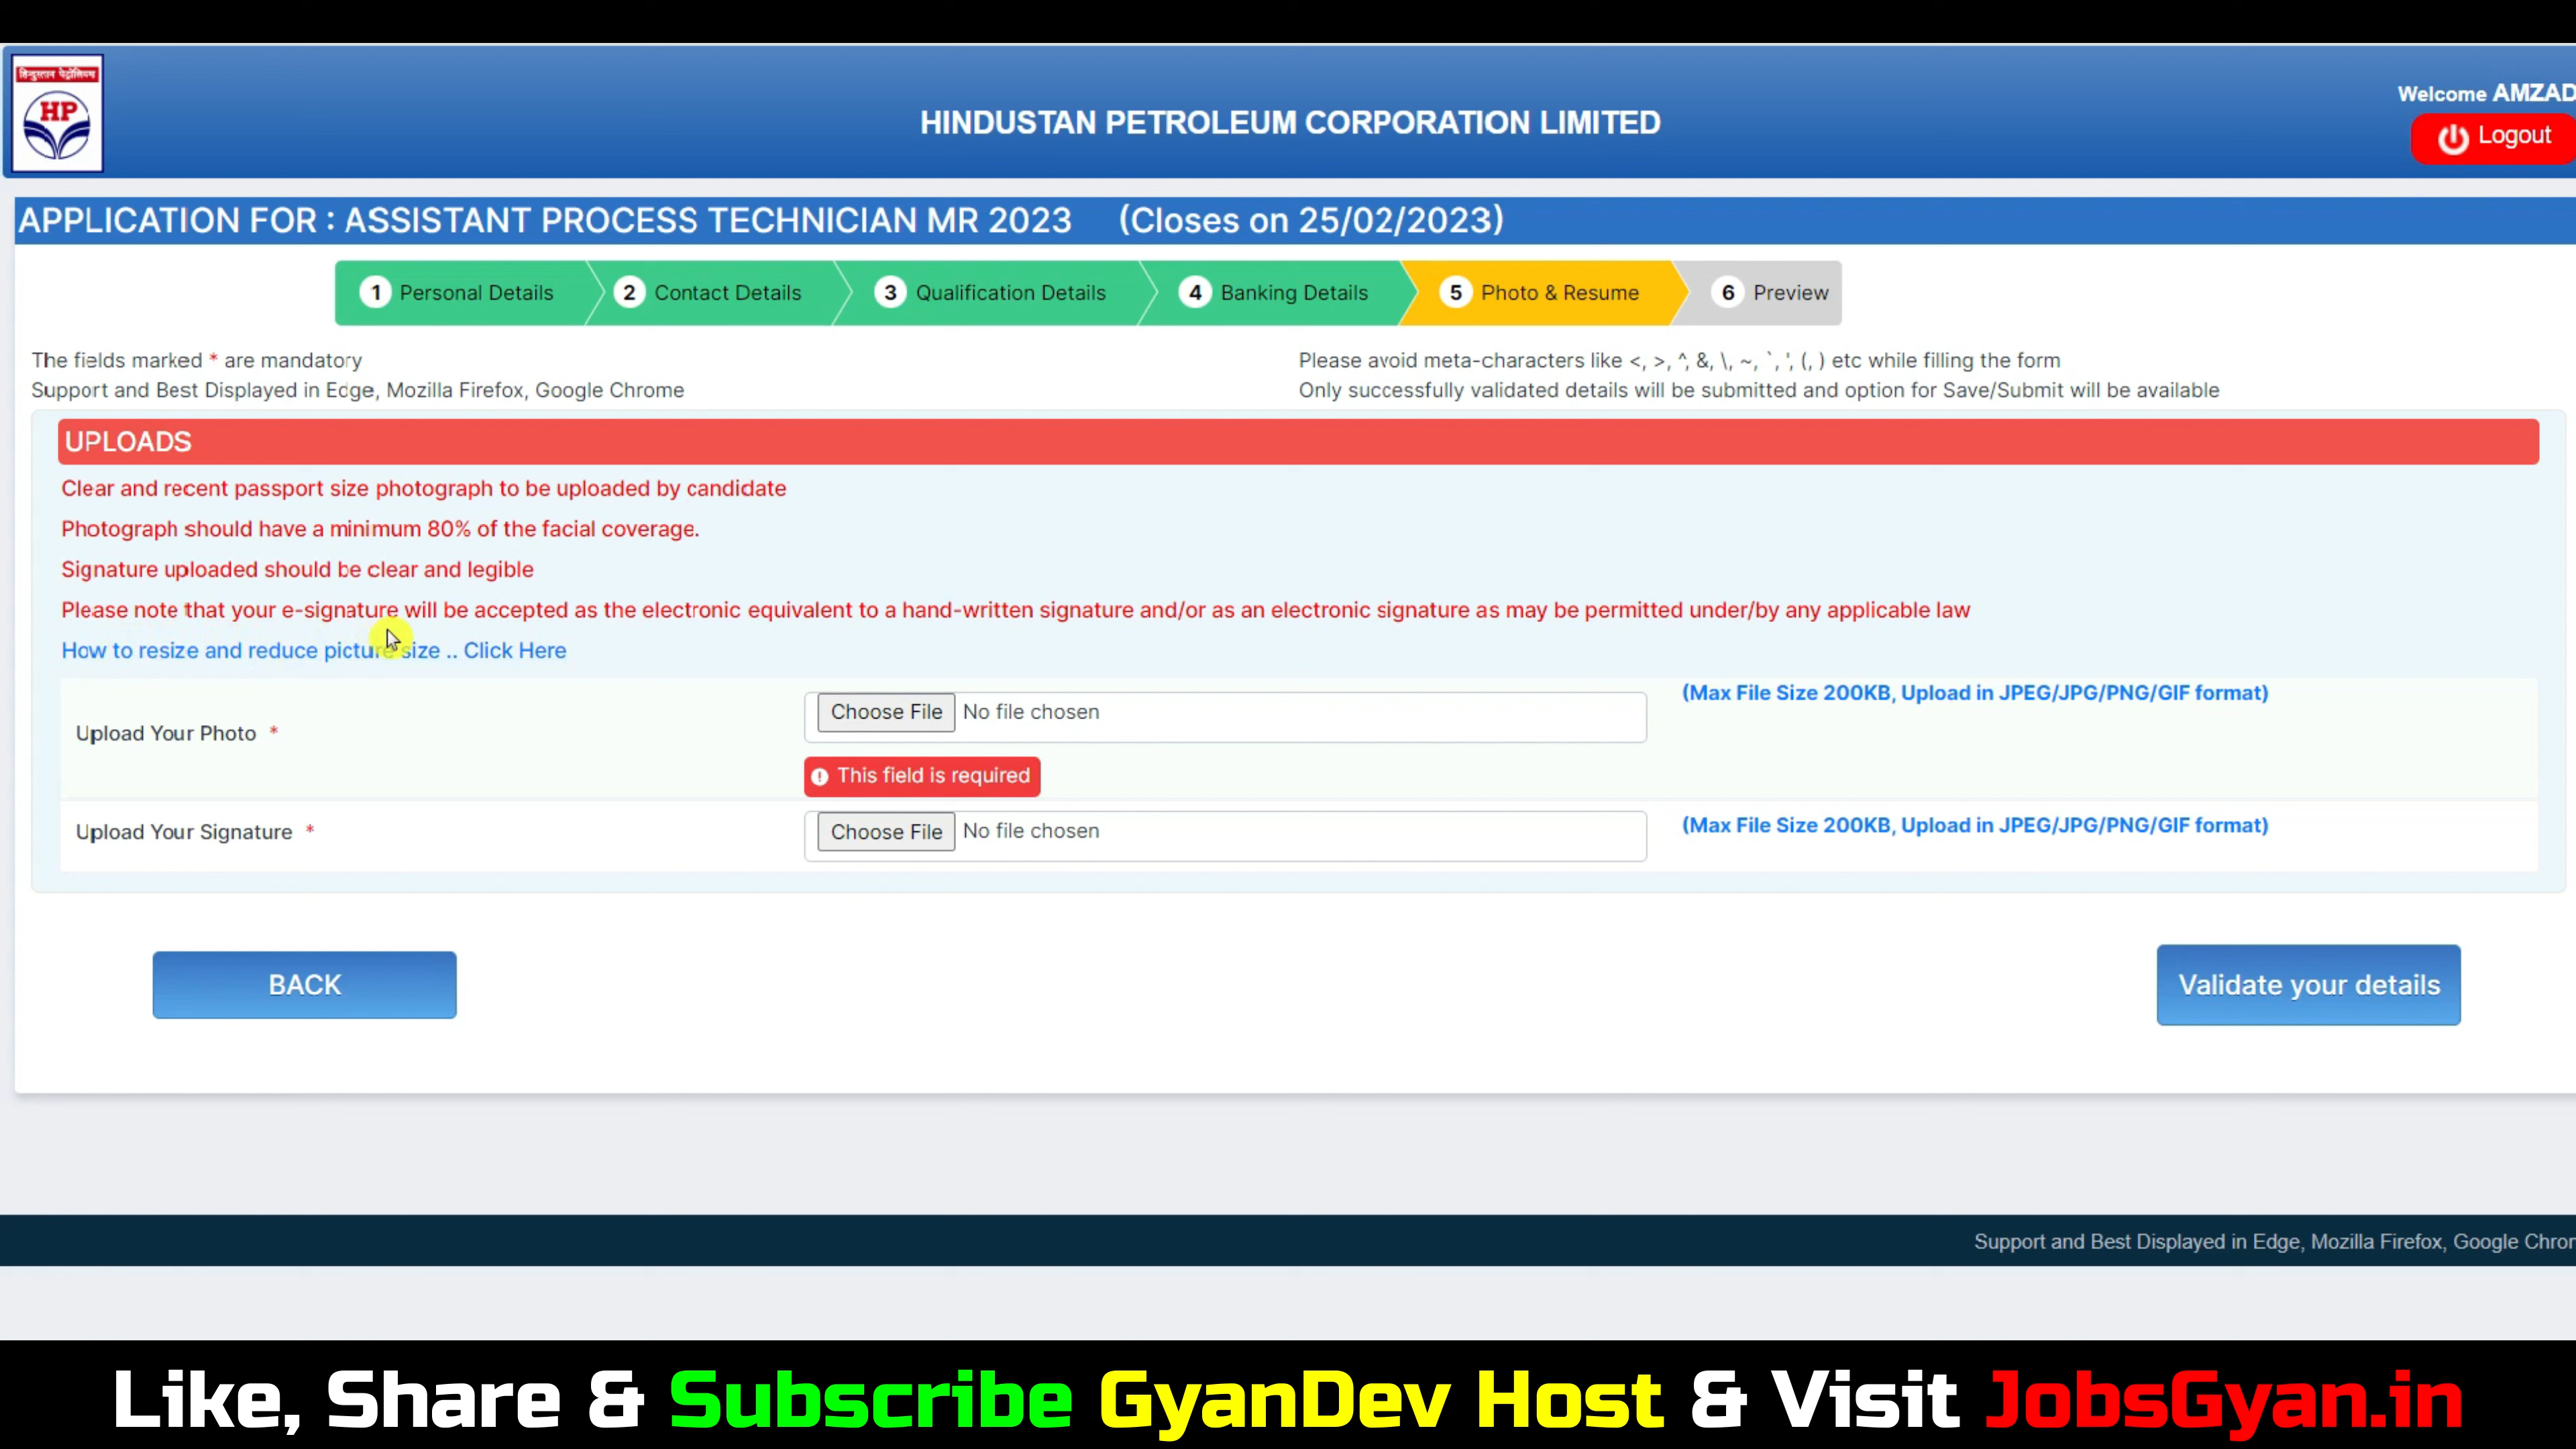 हिन्दुस्तान पेट्रोलियम
HP
HINDUSTAN PETROLEUM CORPORATION LIMITED
Welcome AMZAD
Logout
APPLICATION FOR : ASSISTANT PROCESS TECHNICIAN MR 2023 (Closes on 25/02/2023)
1 Personal Details 2 Contact Details 3 Qualification Details 4 Banking Details 5 Photo & Resume 6 Preview
The fields marked * are mandatory
Support and Best Displayed in Edge, Mozilla Firefox, Google Chrome
Please avoid meta-characters like <, >, ^, &, \, ~, `, ', (, ) etc while filling the form
Only successfully validated details will be submitted and option for Save/Submit will be available
UPLOADS
Clear and recent passport size photograph to be uploaded by candidate
Photograph should have a minimum 80% of the facial coverage.
Signature uploaded should be clear and legible
Please note that your e-signature will be accepted as the electronic equivalent to a hand-written signature and/or as an electronic signature as may be permitted under/by any applicable law
How to resize and reduce picture size .. Click Here
Upload Your Photo * Choose File No file chosen (Max File Size 200KB, Upload in JPEG/JPG/PNG/GIF format)
This field is required
Upload Your Signature * Choose File No file chosen (Max File Size 200KB, Upload in JPEG/JPG/PNG/GIF format)
BACK Validate your details
Support and Best Displayed in Edge, Mozilla Firefox, Google Chro
Like, Share & Subscribe GyanDev Host & Visit JobsGyan.in